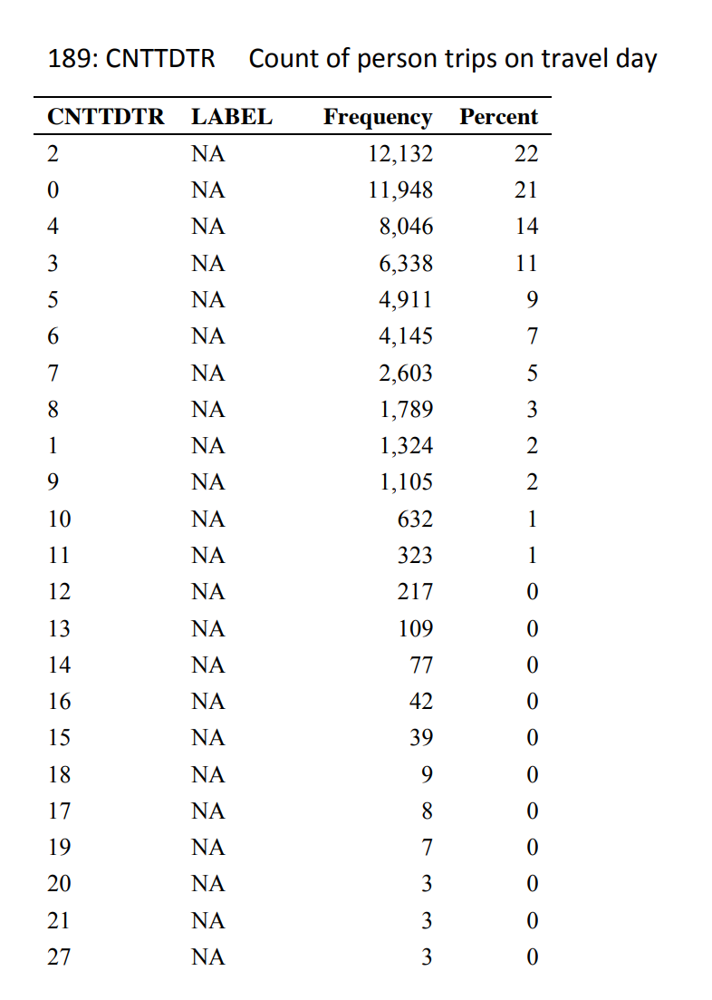 189: CNTTDTR Count of person trips on travel day
CNTTDTR LABEL Frequency Percent
2 NA 12,132 22
0 NA 11,948 21
4 NA 8,046 14
3 NA 6,338 11
5 NA 4,911 9
6 NA 4,145 7
7 NA 2,603 5
8 NA 1,789 3
1 NA 1,324 2
9 NA 1,105 2
10 NA 632 1
11 NA 323 1
12 NA 217 0
13 NA 109 0
14 NA 77 0
16 NA 42 0
15 NA 39 0
18 NA 9 0
17 NA 8 0
19 NA 7 0
20 NA 3 0
21 NA 3 0
27 NA 3 0